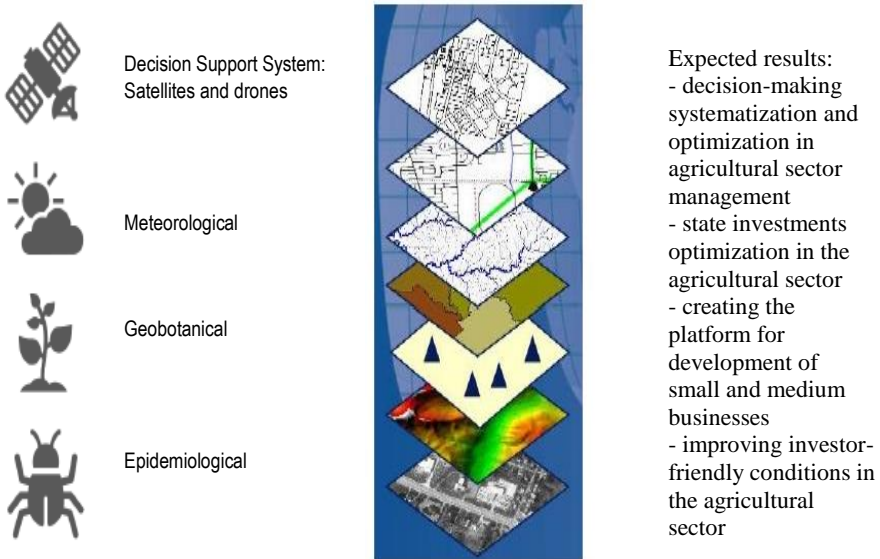 Decision Support System:
Satellites and drones
Meteorological
Geobotanical
Epidemiological
Expected results:
- decision-making
systematization and
optimization in
agricultural sector
management
- state investments
optimization in the
agricultural sector
- creating the
platform for
development of
small and medium
businesses
- improving investor-
friendly conditions in
the agricultural
sector